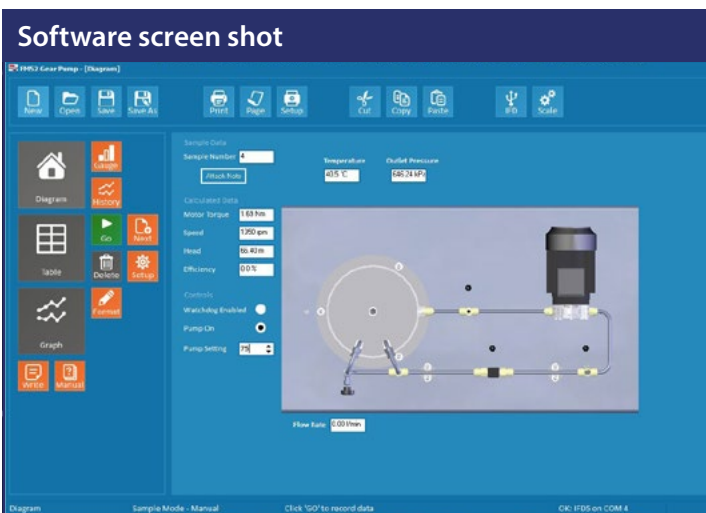 Software screen shot
FM53 Gear Pump - [Diagram]
New Open Save Save As Print Page Setup Cut Copy Paste IFD Scale
Diagram
Gauge
History
Table
Go
Next
Delete
Setup
Graph
Format
Write
Manual
Sample Data
Sample Number 4
Attach Note
Temperature
40.5 °C
Outlet Pressure
646.24 kPa
Calculated Data
Motor Torque 1.68 Nm
Speed 1350 rpm
Head 65.40 m
Efficiency 0.0 %
Controls
Watchdog Enabled
Pump On
Pump Setting 75
Flow Rate 0.00 l/min
Diagram Sample Mode - Manual Click 'GO' to record data OK: IFD5 on COM 4